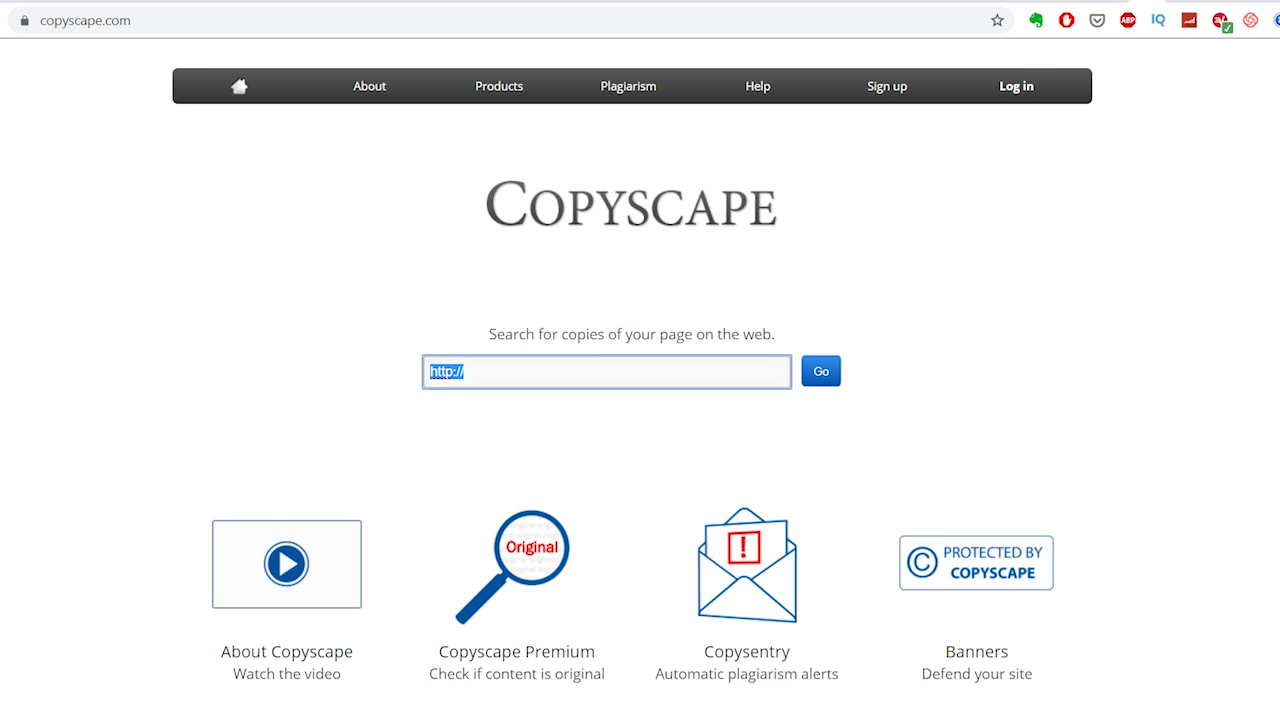 copyscape.com
ABP
IQ
About
Products
Plagiarism
Help
Sign up
Log in
COPYSCAPE
Search for copies of your page on the web.
http://
Go
Original
!
© PROTECTED BY
COPYSCAPE
About Copyscape
Watch the video
Copyscape Premium
Check if content is original
Copysentry
Automatic plagiarism alerts
Banners
Defend your site